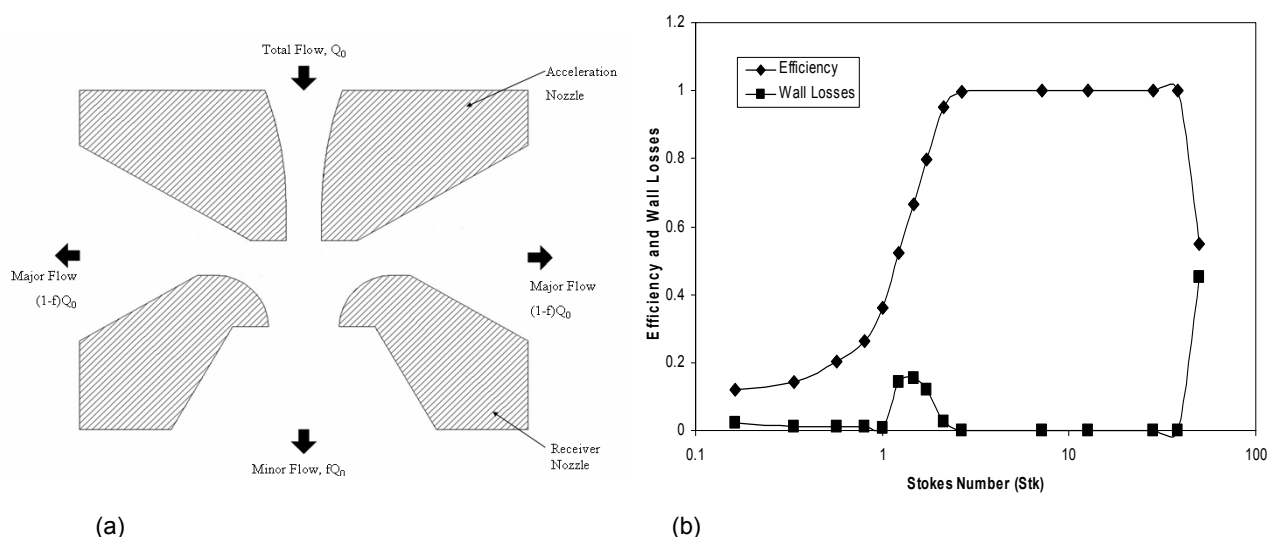 Total Flow, Q0
Acceleration
Nozzle
Major Flow
(1-f)Q0
Major Flow
(1-f)Q0
Receiver
Nozzle
Minor Flow, fQ0
(a)
Efficiency and Wall Losses
1.2
1
0.8
0.6
0.4
0.2
0
Efficiency
Wall Losses
0.1
1
10
100
Stokes Number (Stk)
(b)